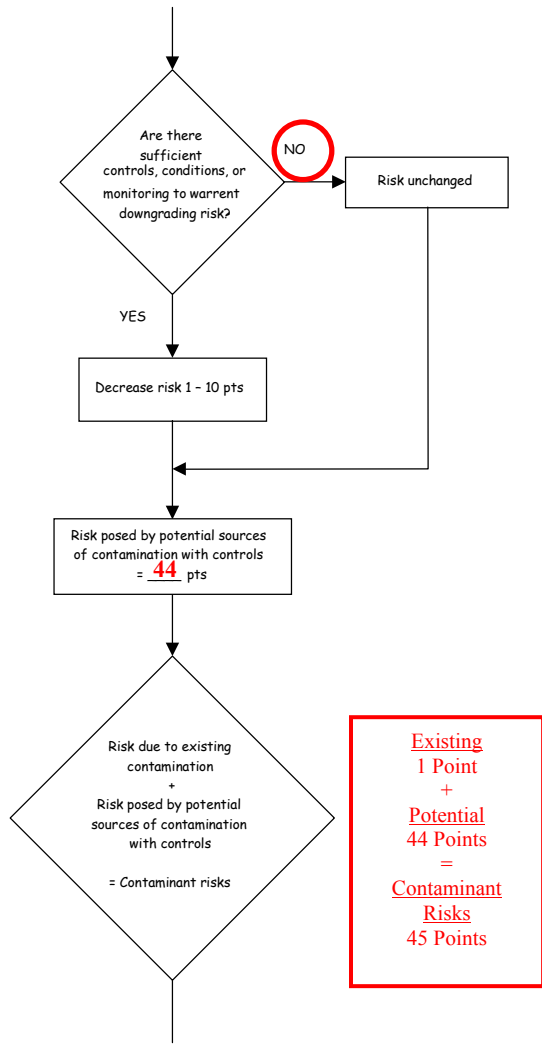 Are there
sufficient
controls, conditions, or
monitoring to warrent
downgrading risk?
NO
Risk unchanged
YES
Decrease risk 1 – 10 pts
Risk posed by potential sources
of contamination with controls
= 44 pts
Risk due to existing
contamination
+
Risk posed by potential
sources of contamination
with controls
= Contaminant risks
Existing
1 Point
+
Potential
44 Points
=
Contaminant
Risks
45 Points